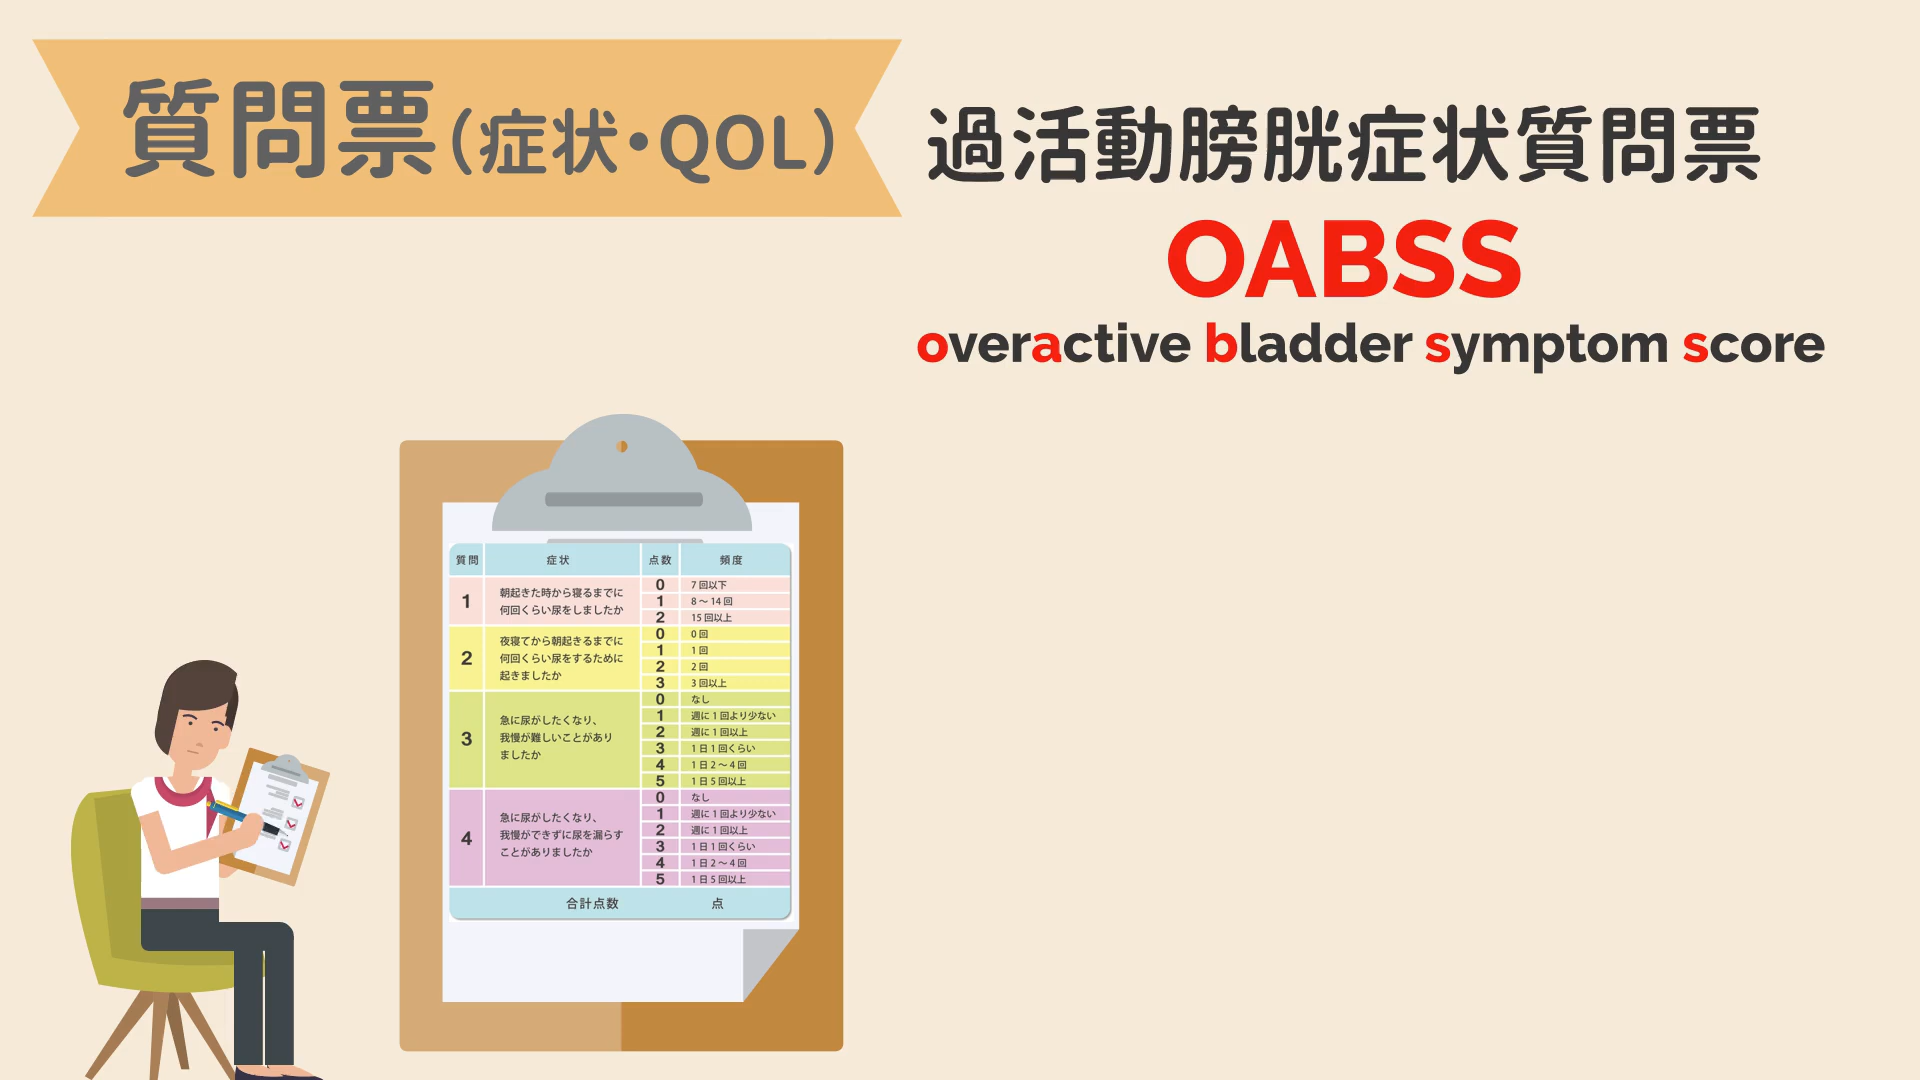 質問票(症状・QOL)
過活動膀胱症状質問票
OABSS
overactive bladder symptom score
質問 症状 点数 頻度
1 朝起きた時から寝るまでに
何回くらい尿をしましたか
0 7回以下
1 8〜14回
2 15回以上
2 夜寝てから朝起きるまでに
何回くらい尿をするために
起きましたか
0 0回
1 1回
2 2回
3 3回以上
3 急に尿がしたくなり、
我慢が難しいことがあり
ましたか
0 なし
1 週に1回より少ない
2 週に1回以上
3 1日1回くらい
4 1日2〜4回
5 1日5回以上
4 急に尿がしたくなり、
我慢ができずに尿を漏らす
ことがありましたか
0 なし
1 週に1回より少ない
2 週に1回以上
3 1日1回くらい
4 1日2〜4回
5 1日5回以上
合計点数 点